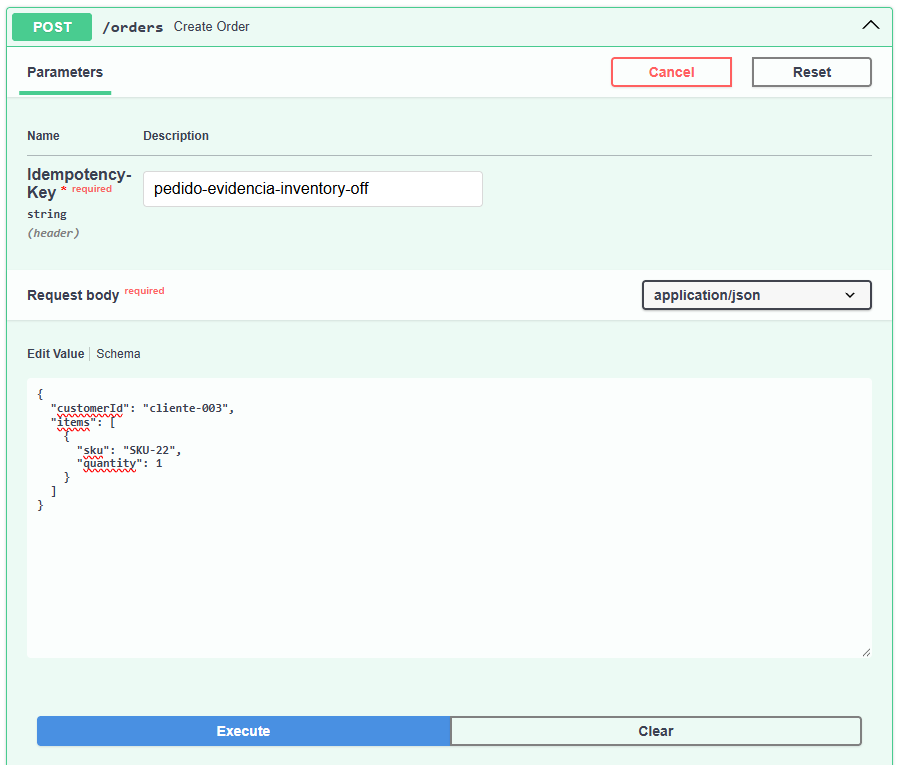 POST /orders Create Order
Parameters Cancel Reset
Name Description
Idempotency-
Key * required
pedido-evidencia-inventory-off
string
(header)
Request body required application/json
Edit Value | Schema
{
  "customerId": "cliente-003",
  "items": [
    {
      "sku": "SKU-22",
      "quantity": 1
    }
  ]
}
Execute Clear